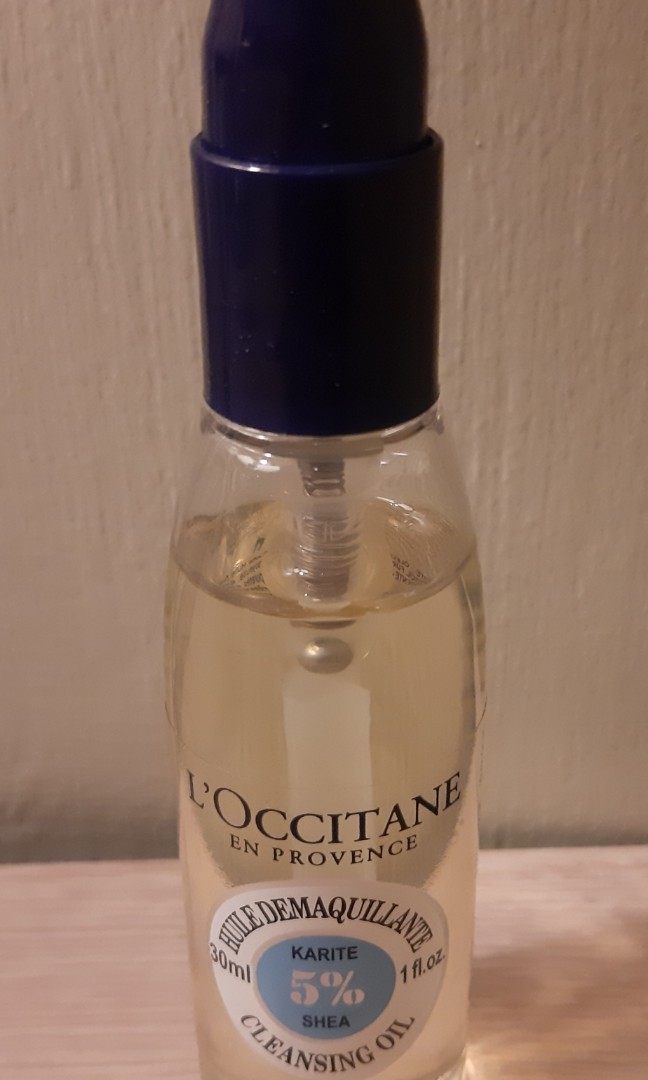 L'OCCITANE
EN PROVENCE
HUILE DEMAQUILLANTE
30ml
KARITE
5%
SHEA
1 fl.oz.
CLEANSING OIL